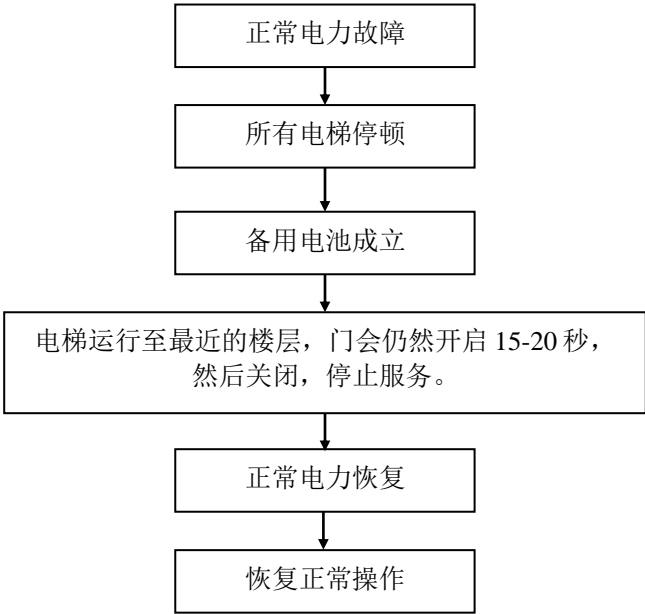 正常电力故障
所有电梯停顿
备用电池成立
电梯运行至最近的楼层，门会仍然开启 15-20 秒，
然后关闭，停止服务。
正常电力恢复
恢复正常操作